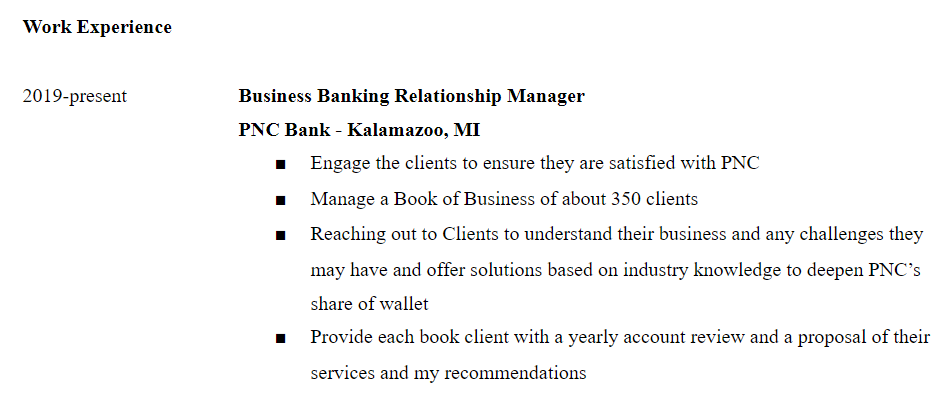 Work Experience
2019-present
Business Banking Relationship Manager
PNC Bank - Kalamazoo, MI
■ Engage the clients to ensure they are satisfied with PNC
■ Manage a Book of Business of about 350 clients
■ Reaching out to Clients to understand their business and any challenges they
may have and offer solutions based on industry knowledge to deepen PNC’s
share of wallet
■ Provide each book client with a yearly account review and a proposal of their
services and my recommendations